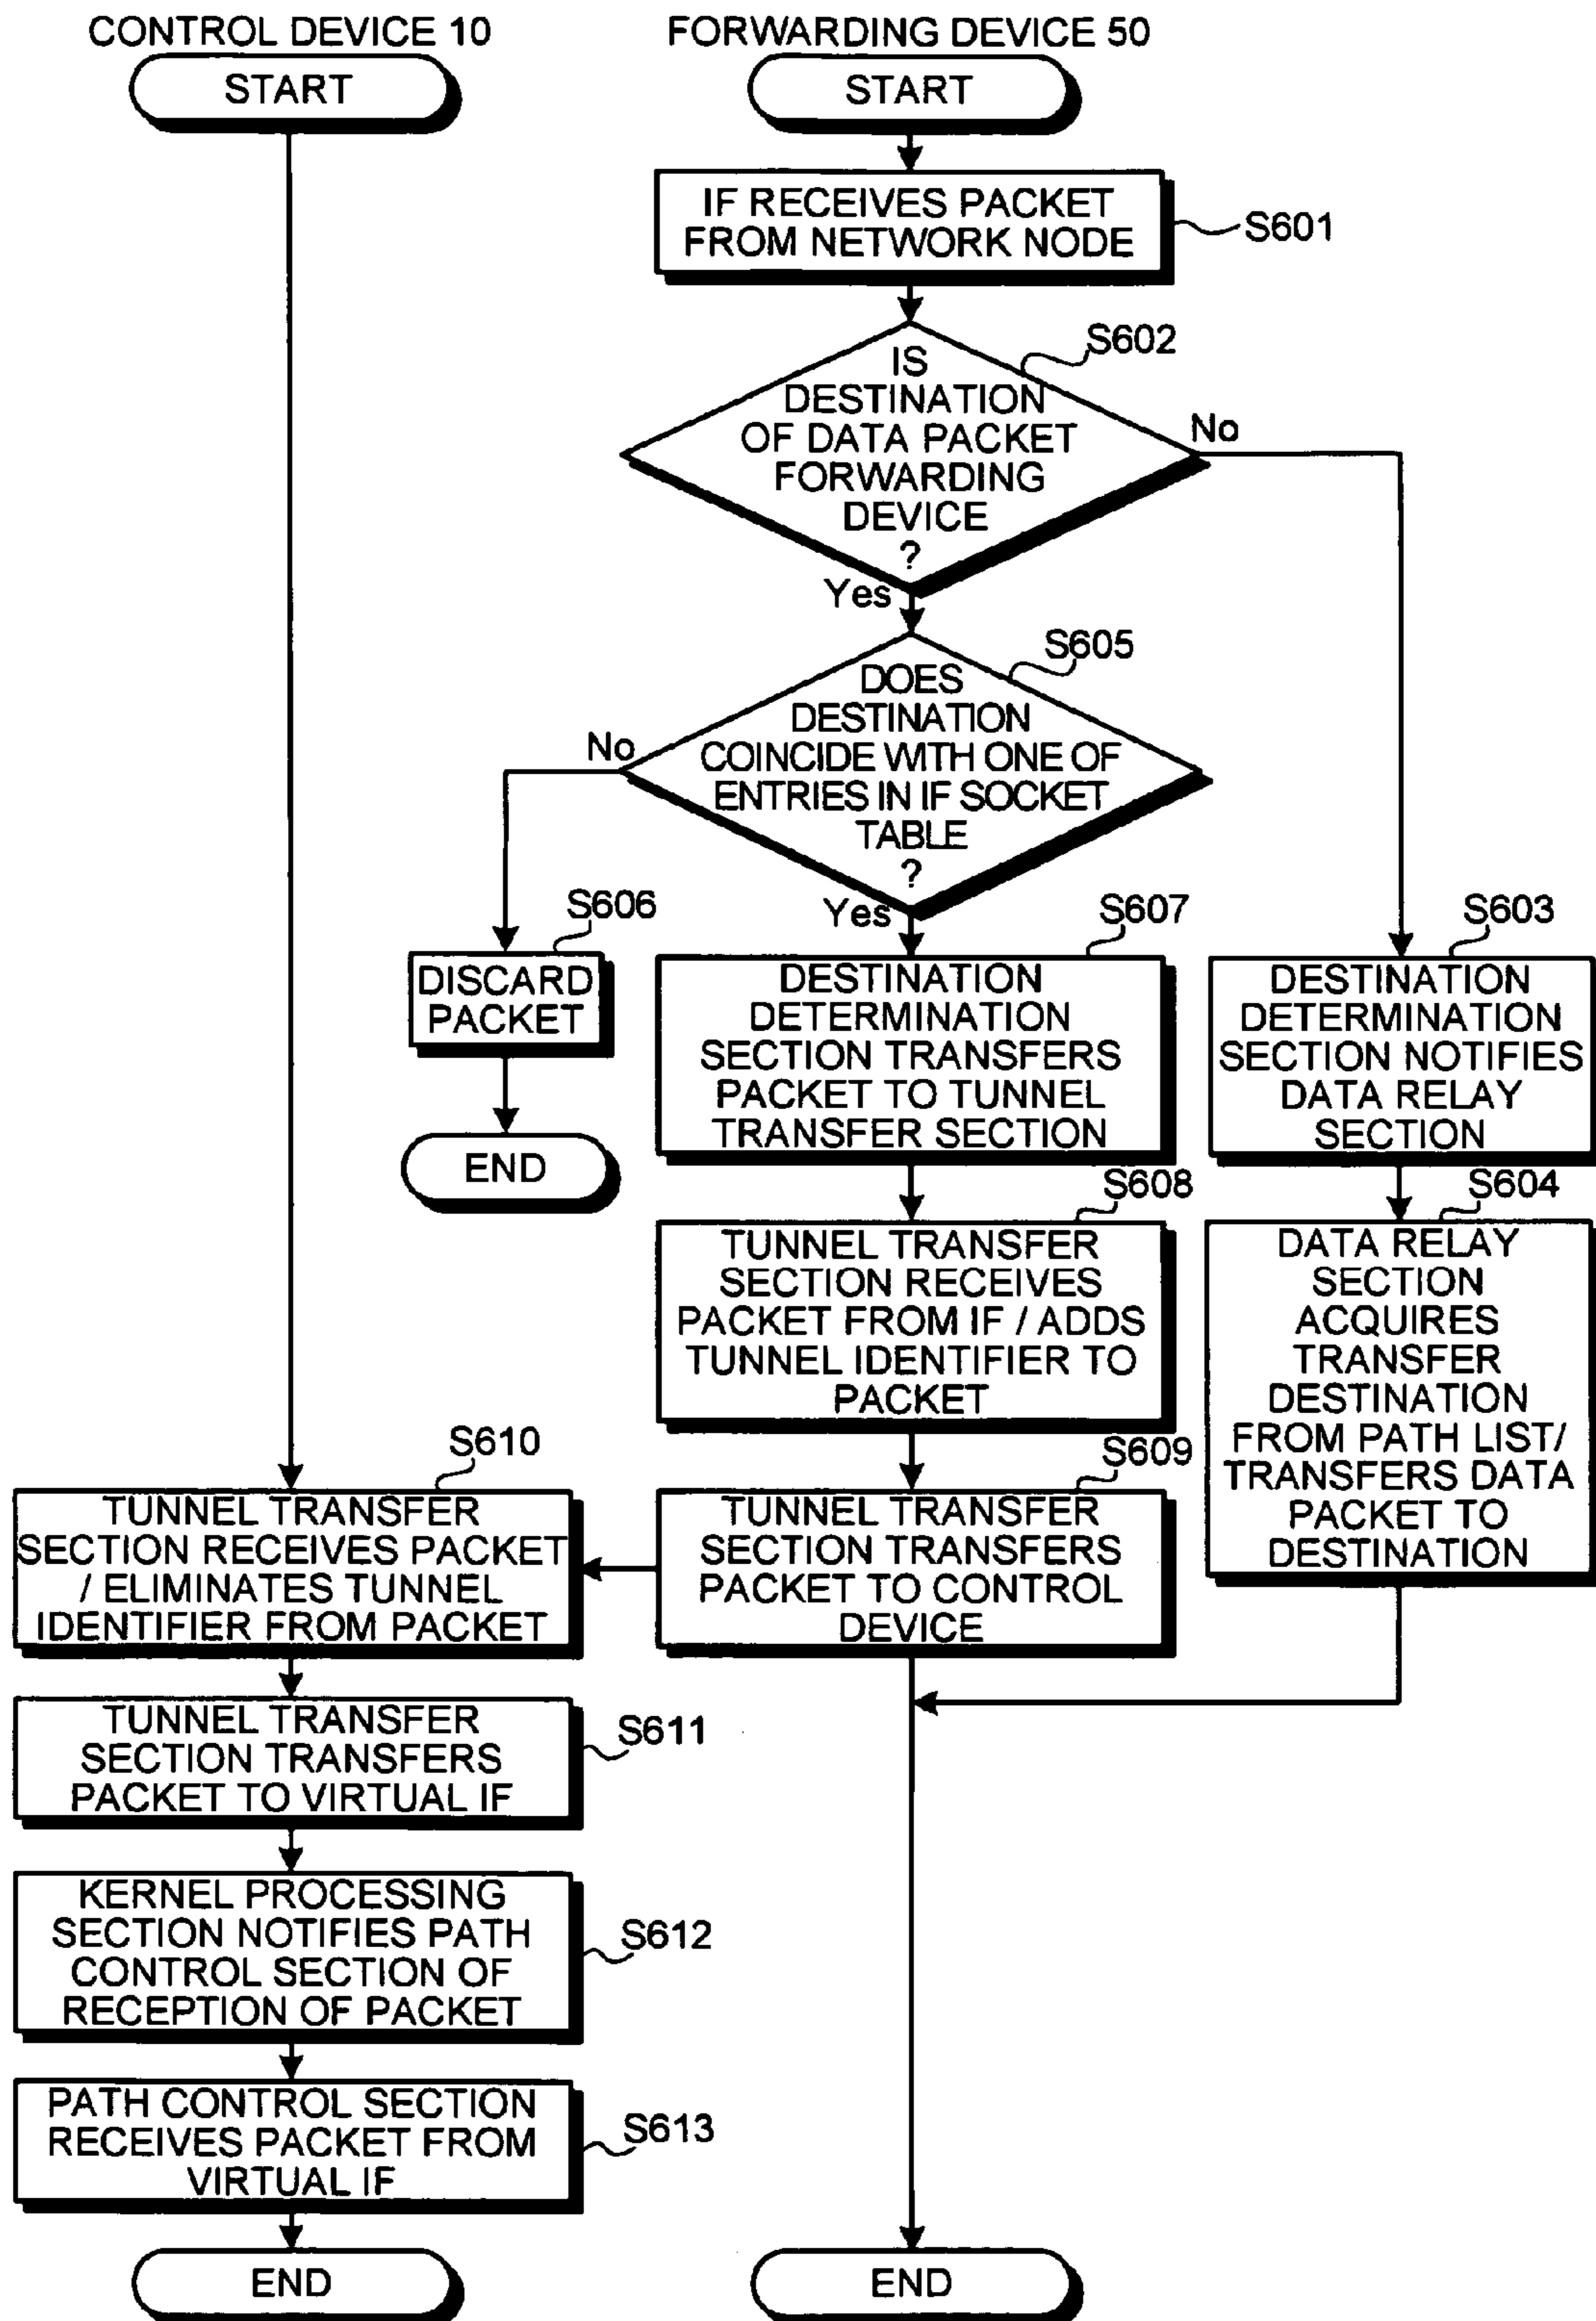 CONTROL DEVICE 10
START
FORWARDING DEVICE 50
START
IF RECEIVES PACKET
FROM NETWORK NODE
S601
S602
IS
DESTINATION
OF DATA PACKET
FORWARDING
DEVICE
?
No
Yes
S605
DOES
DESTINATION
COINCIDE WITH ONE OF
ENTRIES IN IF SOCKET
TABLE
?
No
Yes
S606
DISCARD
PACKET
END
S607
DESTINATION
DETERMINATION
SECTION TRANSFERS
PACKET TO TUNNEL
TRANSFER SECTION
S603
DESTINATION
DETERMINATION
SECTION NOTIFIES
DATA RELAY
SECTION
S608
TUNNEL TRANSFER
SECTION RECEIVES
PACKET FROM IF / ADDS
TUNNEL IDENTIFIER TO
PACKET
S604
DATA RELAY
SECTION
ACQUIRES
TRANSFER
DESTINATION
FROM PATH LIST/
TRANSFERS DATA
PACKET TO
DESTINATION
S609
TUNNEL TRANSFER
SECTION TRANSFERS
PACKET TO CONTROL
DEVICE
S610
TUNNEL TRANSFER
SECTION RECEIVES PACKET
/ ELIMINATES TUNNEL
IDENTIFIER FROM PACKET
TUNNEL TRANSFER
SECTION TRANSFERS
PACKET TO VIRTUAL IF
S611
KERNEL PROCESSING
SECTION NOTIFIES PATH
CONTROL SECTION OF
RECEPTION OF PACKET
S612
PATH CONTROL SECTION
RECEIVES PACKET FROM
VIRTUAL IF
S613
END
END